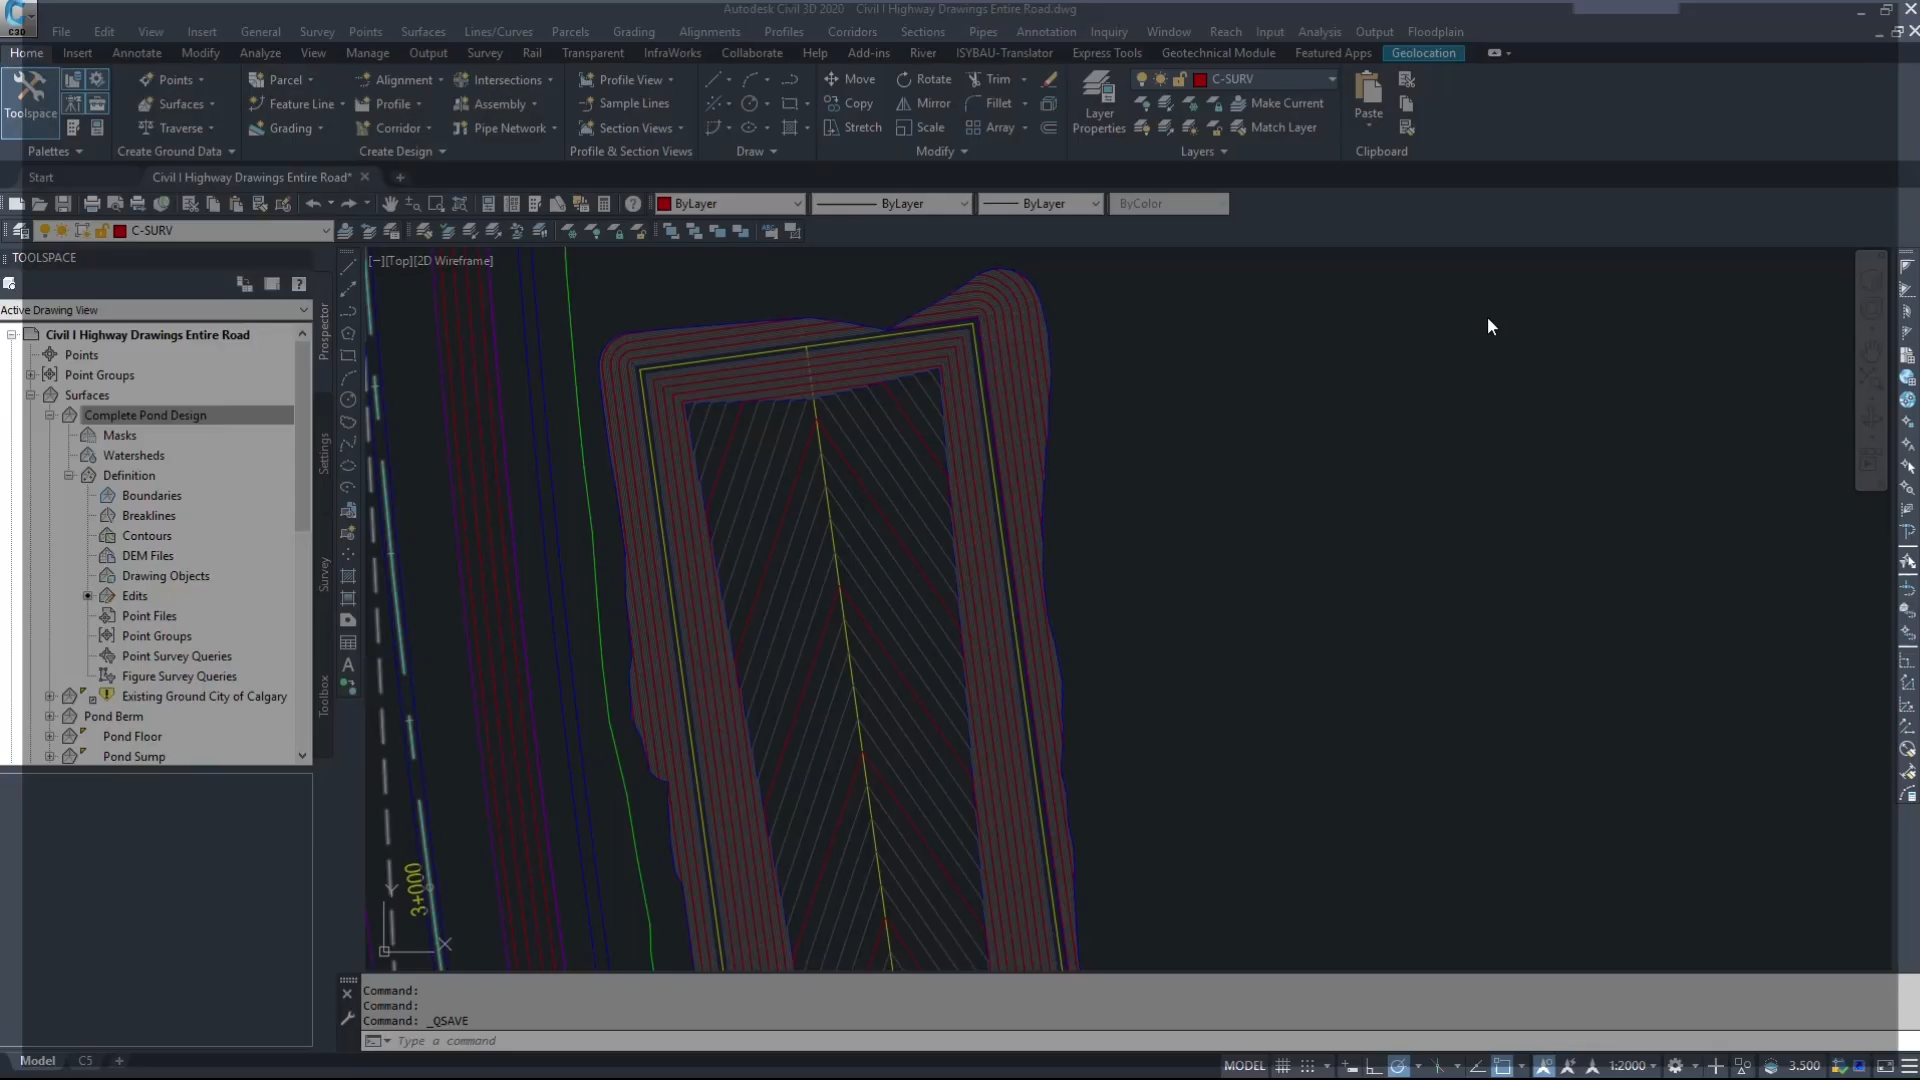 Autodesk Civil 3D 2020 Civil I Highway Drawings Entire Road.dwg
C3D
File Edit View Insert General Survey Points Surfaces Lines/Curves Parcels Grading Alignments Profiles Corridors Sections Pipes Annotation Inquiry Window Reach Input Analysis Output Floodplain
Home Insert Annotate Modify Analyze View Manage Output Survey Rail Transparent InfraWorks Collaborate Help Add-ins River ISYBAU-Translator Express Tools Geotechnical Module Featured Apps Geolocation
Points Parcel Alignment Intersections Profile View Move Rotate Trim C-SURV
Toolspace Surfaces Feature Line Profile Assembly Sample Lines Copy Mirror Fillet Make Current
Traverse Grading Corridor Pipe Network Section Views Stretch Scale Array Layer Properties Match Layer Paste
Palettes Create Ground Data Create Design Profile & Section Views Draw Modify Layers Clipboard
Start Civil I Highway Drawings Entire Road*
ByLayer ByLayer ByLayer ByColor
C-SURV
TOOLSPACE
[−][Top][2D Wireframe]
Active Drawing View
Civil I Highway Drawings Entire Road
Points
Point Groups
Surfaces
Complete Pond Design
Masks
Watersheds
Definition
Boundaries
Breaklines
Contours
DEM Files
Drawing Objects
Edits
Point Files
Point Groups
Point Survey Queries
Figure Survey Queries
Existing Ground City of Calgary
Pond Berm
Pond Floor
Pond Sump
Prospector
Settings
Survey
Toolbox
3+000
Command:
Command:
Command: _QSAVE
Type a command
Model C5
MODEL 1:2000 3.500